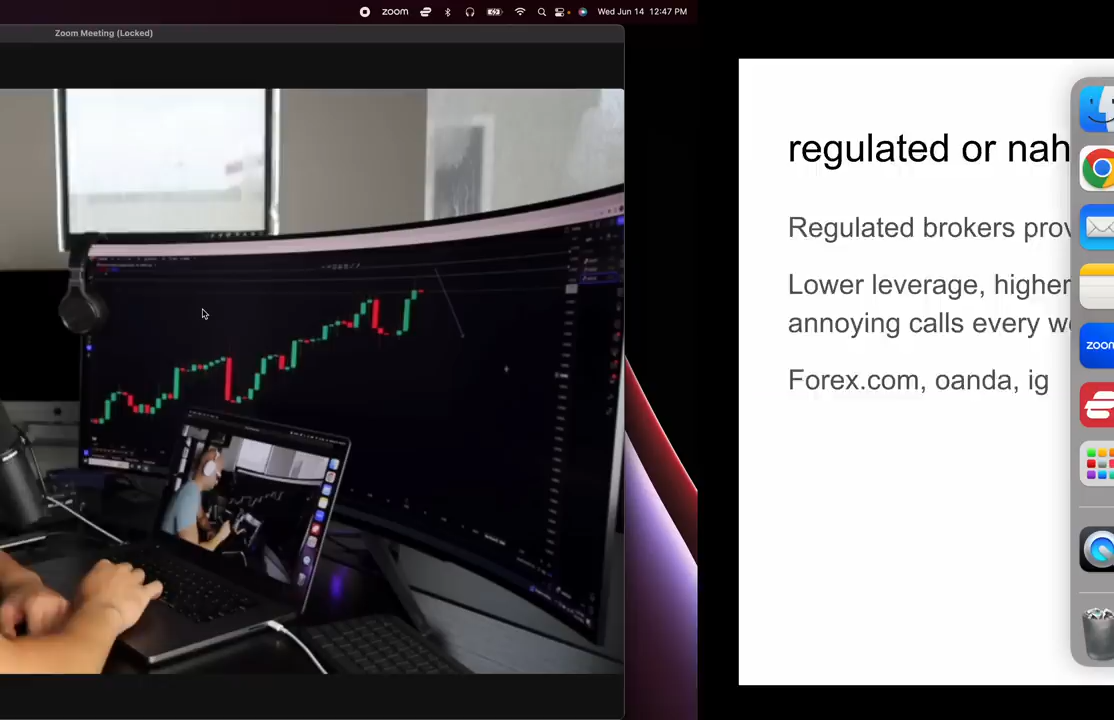 zoom
Wed Jun 14 12:47 PM
Zoom Meeting (Locked)
regulated or nah
Regulated brokers prov
Lower leverage, higher
annoying calls every w
Forex.com, oanda, ig
zoom